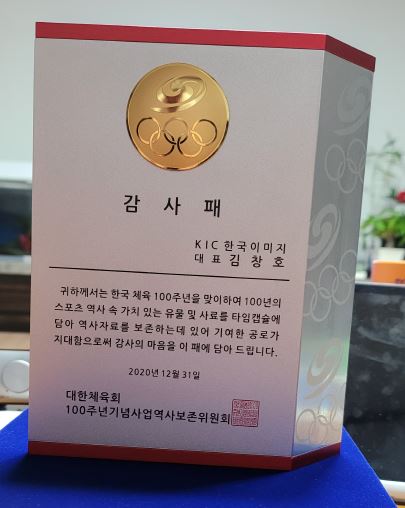 감 사 패
KIC 한국이미지
대표 김 창 호
귀하께서는 한국 체육 100주년을 맞이하여 100년의
스포츠 역사 속 가치 있는 유물 및 사료를 타임캡슐에
담아 역사자료를 보존하는데 있어 기여한 공로가
지대함으로써 감사의 마음을 이 패에 담아 드립니다.
2020년 12월 31일
대한체육회
100주년기념사업역사보존위원회